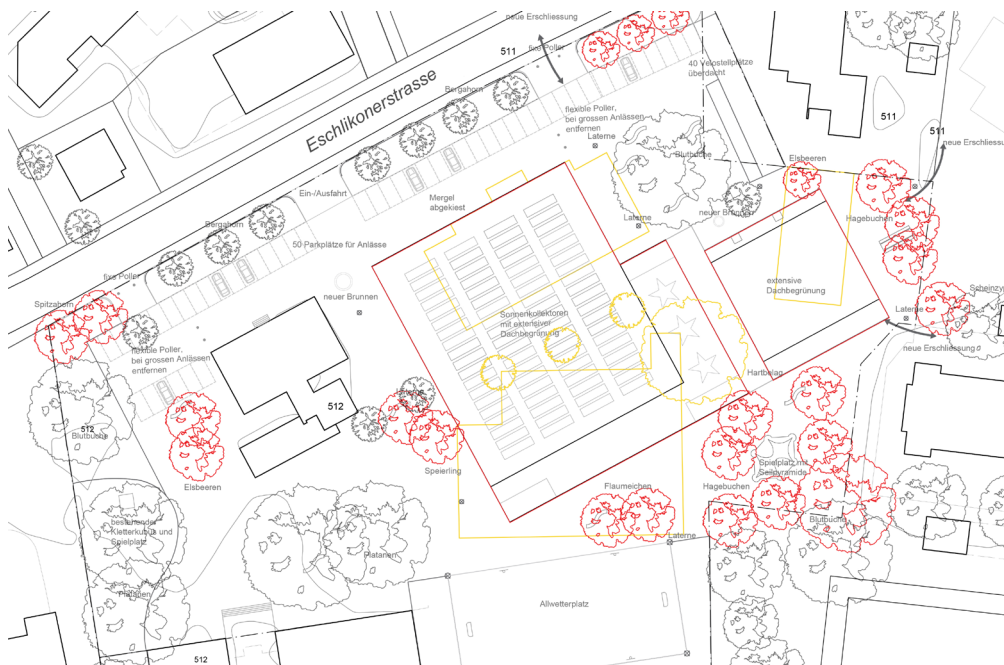 neue Erschliessung
511
fixe Poller
40 Velostellplätze
überdacht
Eschlikonerstrasse
Bergahorn
flexible Poller,
bei grossen Anlässen
entfernen
Laterne
511
511
neue Erschliessu
Blutbuche
Elsbeeren
Ein-/Ausfahrt
Mergel
abgekiest
Laterne
neuer Brunnen
Hagebuchen
Bergahorn
50 Parkplätze für Anlässe
fixe Poller
neuer Brunnen
extensive
Dachbegrünung
Scheinzy
Spitzahorn
Sonnenkollektoren
mit extensiver
Dachbegrünung
Laterne
flexible Poller,
bei grossen Anlässen
entfernen
neue Erschliessung
Hartbelag
512
512
Blutbuche
Speierling
Spielplatz mit
Seilpyramide
Elsbeeren
Flaumeichen
Hagebuchen
bestehender
Kletterkubus und
Spielplatz
Blutbuche
Platanen
Laterne
Platanen
Allwetterplatz
512